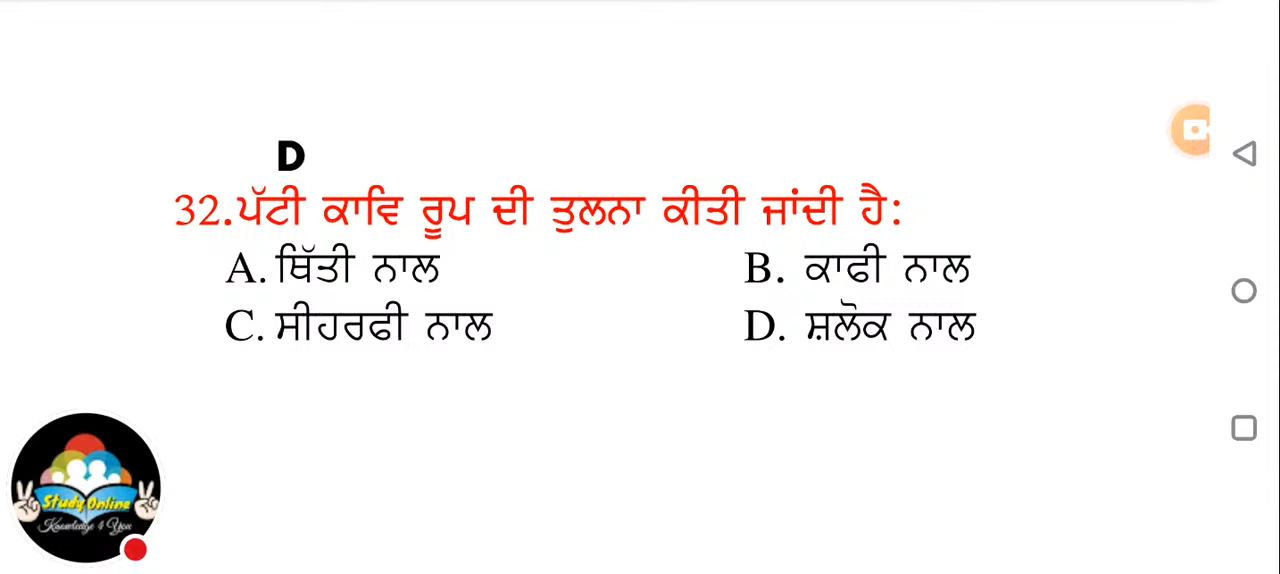 D
32.ਪੱਟੀ ਕਾਵਿ ਰੂਪ ਦੀ ਤੁਲਨਾ ਕੀਤੀ ਜਾਂਦੀ ਹੈ:
A. ਥਿੱਤੀ ਨਾਲ B. ਕਾਫੀ ਨਾਲ
C. ਸੀਹਰਫੀ ਨਾਲ D. ਸ਼ਲੋਕ ਨਾਲ
Study Online
Knowledge 4 You